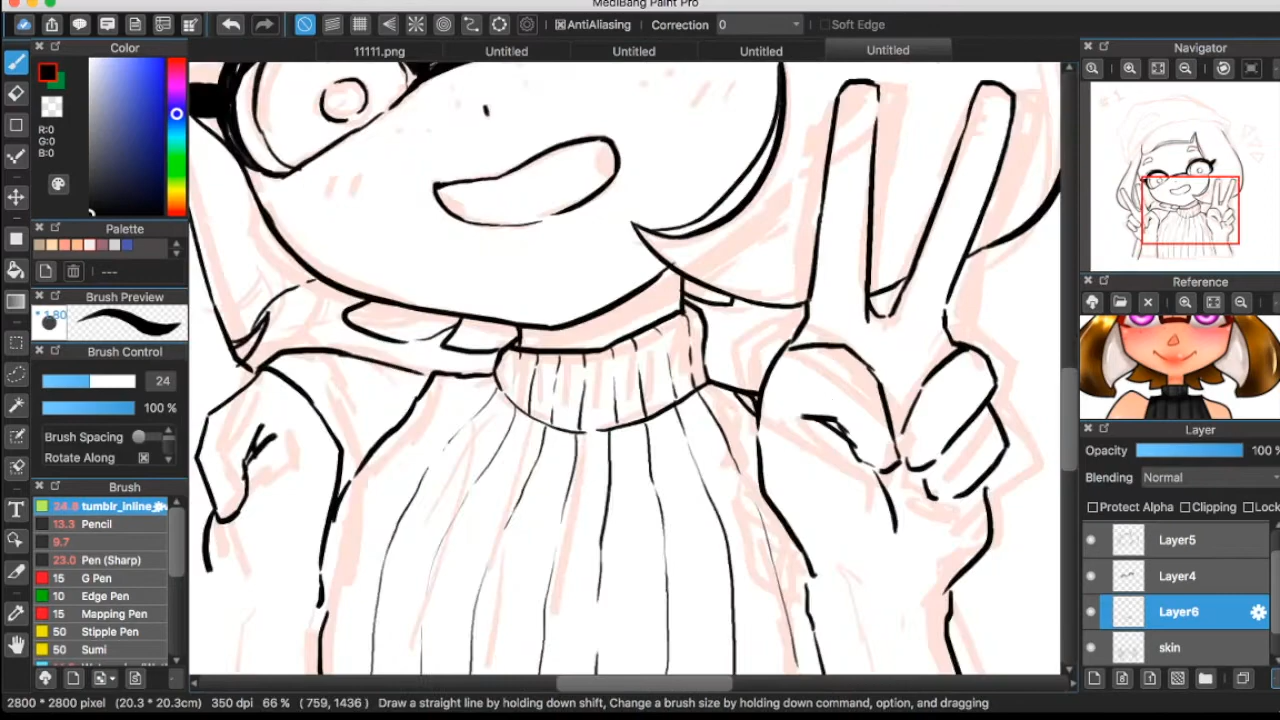 MediBang Paint Pro
AntiAliasing Correction 0 Soft Edge
11111.png Untitled Untitled Untitled Untitled
Color
R:0
G:0
B:0
Palette
---
Brush Preview
* 1.80
Brush Control
24
100 %
Brush Spacing
Rotate Along
Brush
24.8 tumblr_inline_
13.3 Pencil
9.7
23.0 Pen (Sharp)
15 G Pen
10 Edge Pen
15 Mapping Pen
50 Stipple Pen
50 Sumi
Navigator
Reference
Layer
Opacity 100 %
Blending Normal
Protect Alpha Clipping Lock
Layer5
Layer4
Layer6
skin
2800 * 2800 pixel (20.3 * 20.3cm) 350 dpi 66 % ( 759, 1436 ) Draw a straight line by holding down shift, Change a brush size by holding down command, option, and dragging